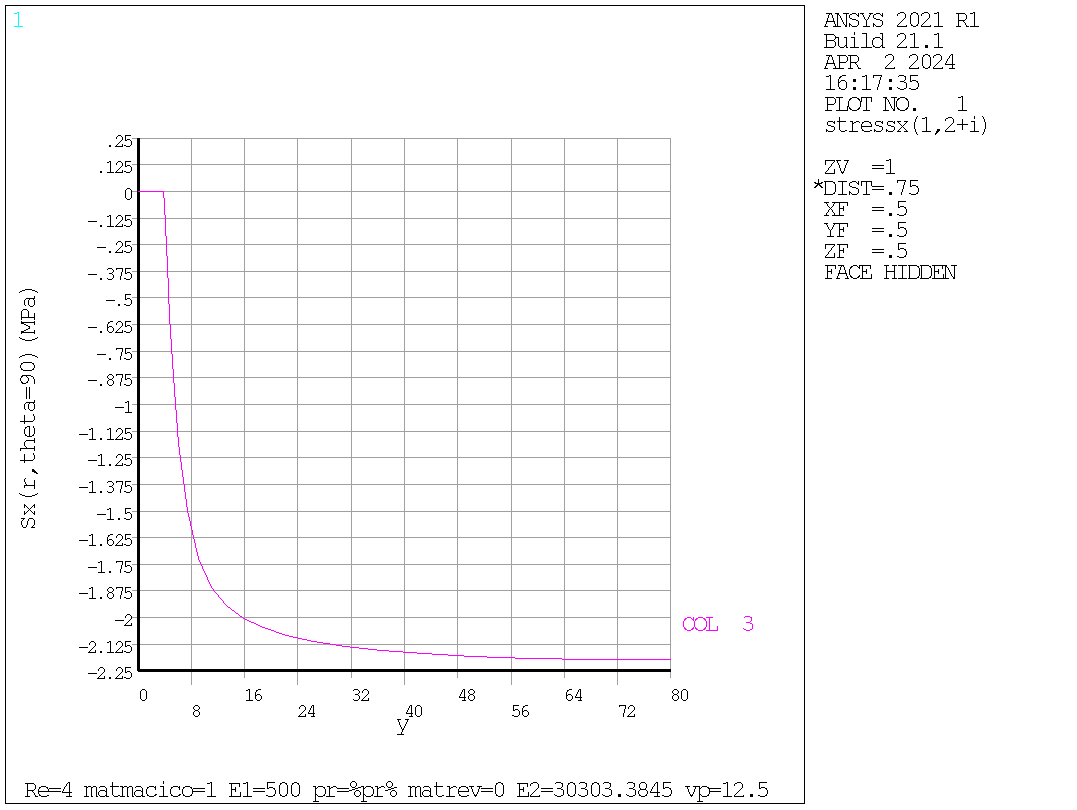 1
ANSYS 2021 R1
Build 21.1
APR  2 2024
16:17:35
PLOT NO.   1
stressx(1,2+i)
ZV  =1
*DIST=.75
XF  =.5
YF  =.5
ZF  =.5
FACE HIDDEN
.25
.125
0
-.125
-.25
-.375
-.5
-.625
-.75
-.875
-1
-1.125
-1.25
-1.375
-1.5
-1.625
-1.75
-1.875
-2
-2.125
-2.25
Sx(r,theta=90)(MPa)
COL  3
0
8
16
24
32
40
48
56
64
72
80
y
Re=4 matmacico=1 E1=500 pr=%pr% matrev=0 E2=30303.3845 vp=12.5